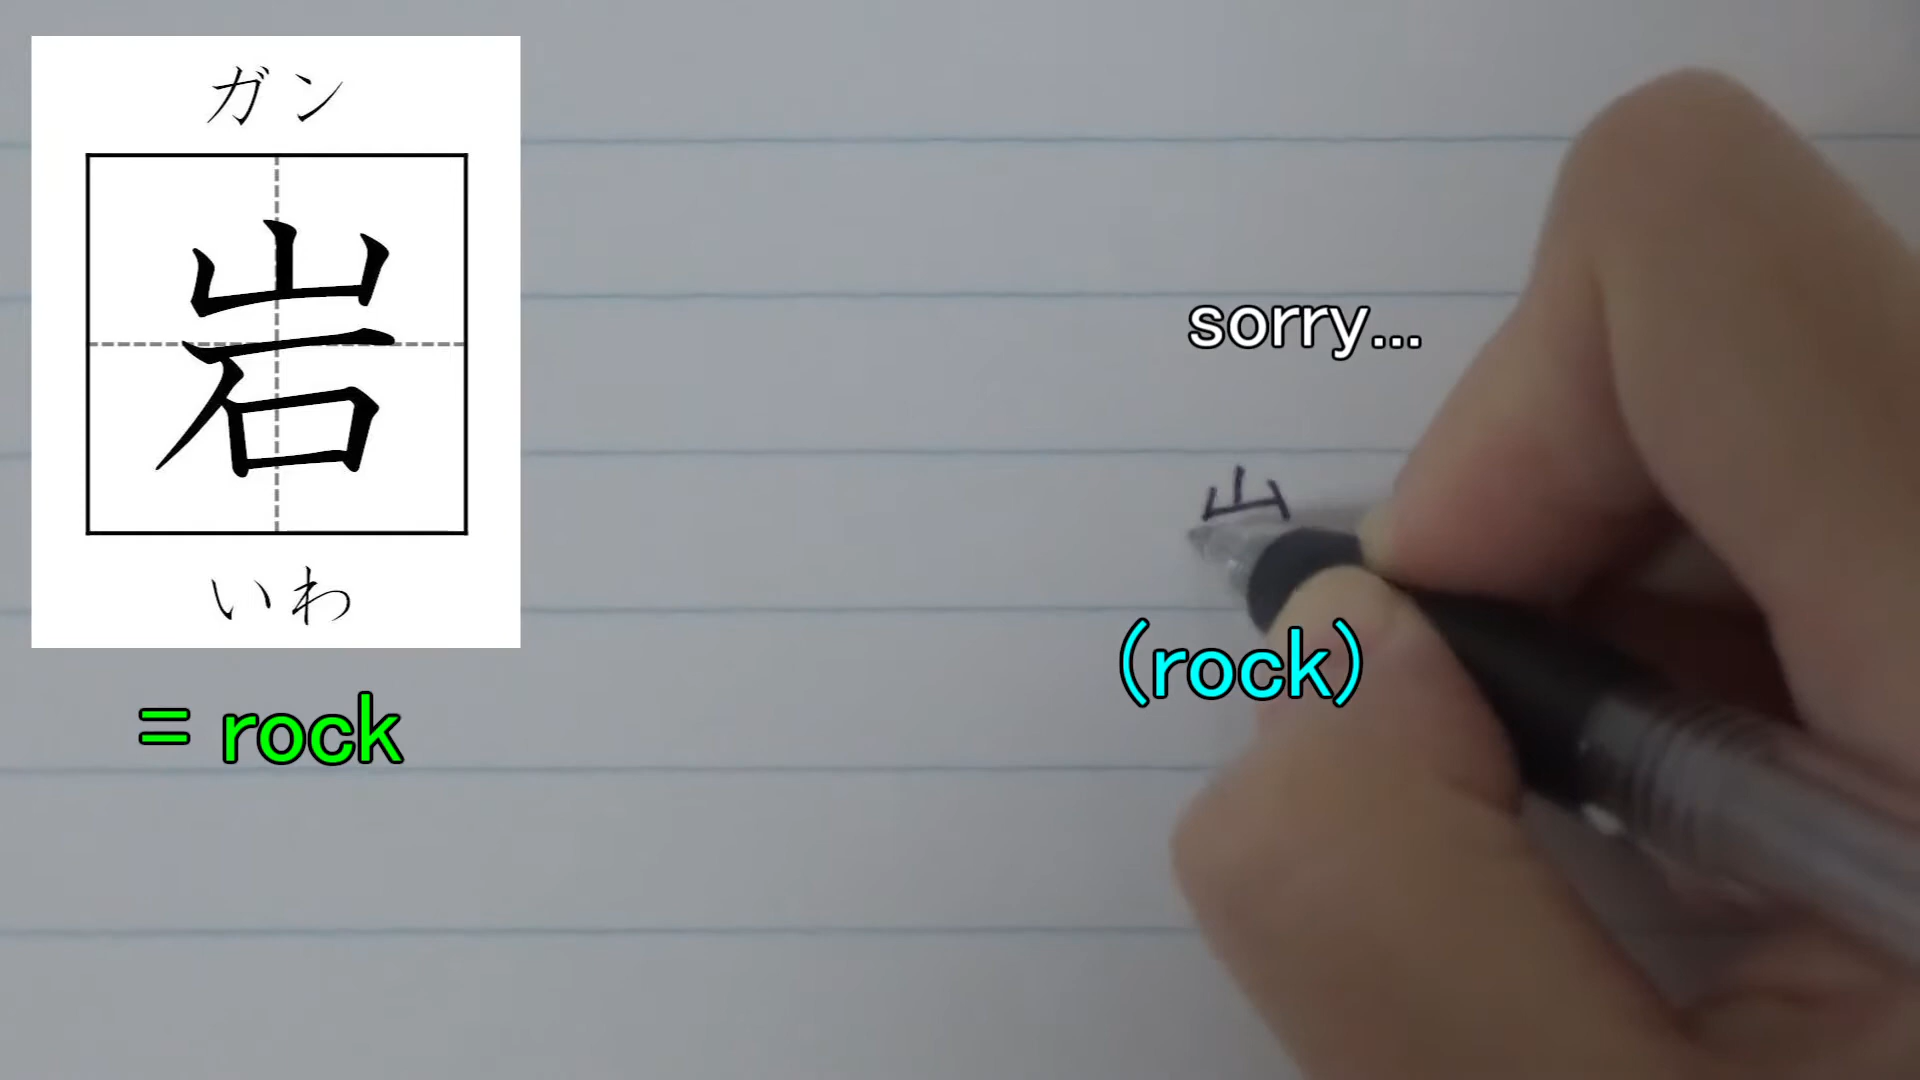 ガン
岩
いわ
= rock
sorry...
山
(rock)